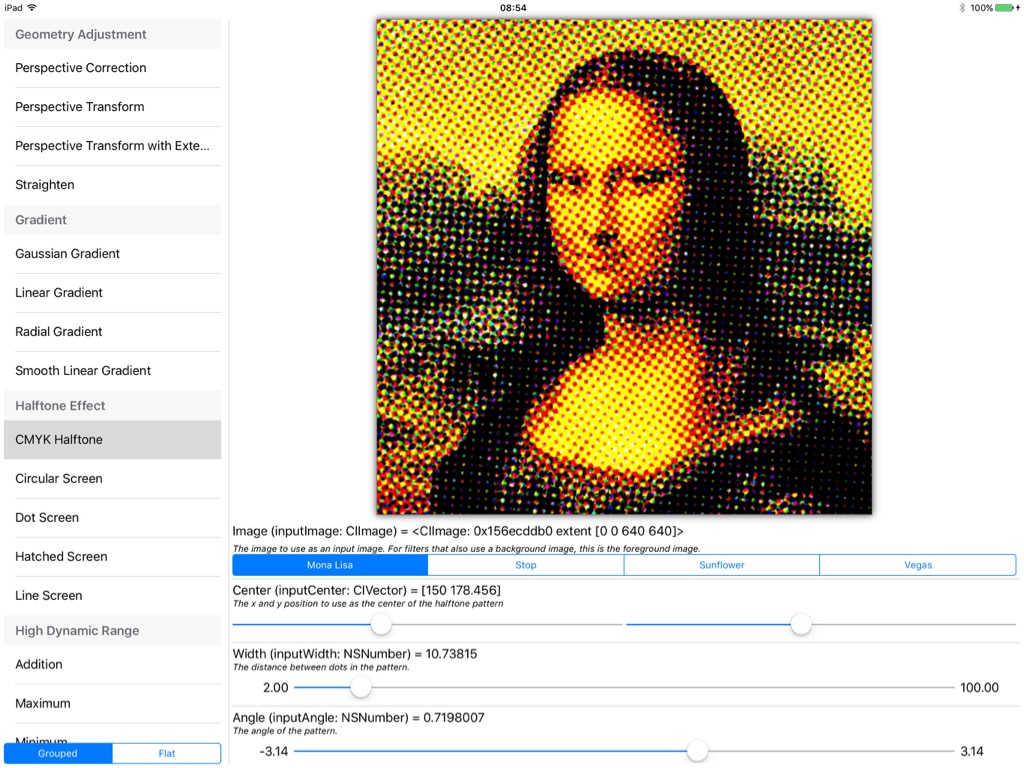 iPad 08:54 100%
Geometry Adjustment
Perspective Correction
Perspective Transform
Perspective Transform with Exte...
Straighten
Gradient
Gaussian Gradient
Linear Gradient
Radial Gradient
Smooth Linear Gradient
Halftone Effect
CMYK Halftone
Circular Screen
Dot Screen
Hatched Screen
Line Screen
High Dynamic Range
Addition
Maximum
Minimum
Grouped Flat
Image (inputImage: CIImage) = <CIImage: 0x156ecddb0 extent [0 0 640 640]>
The image to use as an input image. For filters that also use a background image, this is the foreground image.
Mona Lisa Stop Sunflower Vegas
Center (inputCenter: CIVector) = [150 178.456]
The x and y position to use as the center of the halftone pattern
Width (inputWidth: NSNumber) = 10.73815
The distance between dots in the pattern.
2.00 100.00
Angle (inputAngle: NSNumber) = 0.7198007
The angle of the pattern.
-3.14 3.14